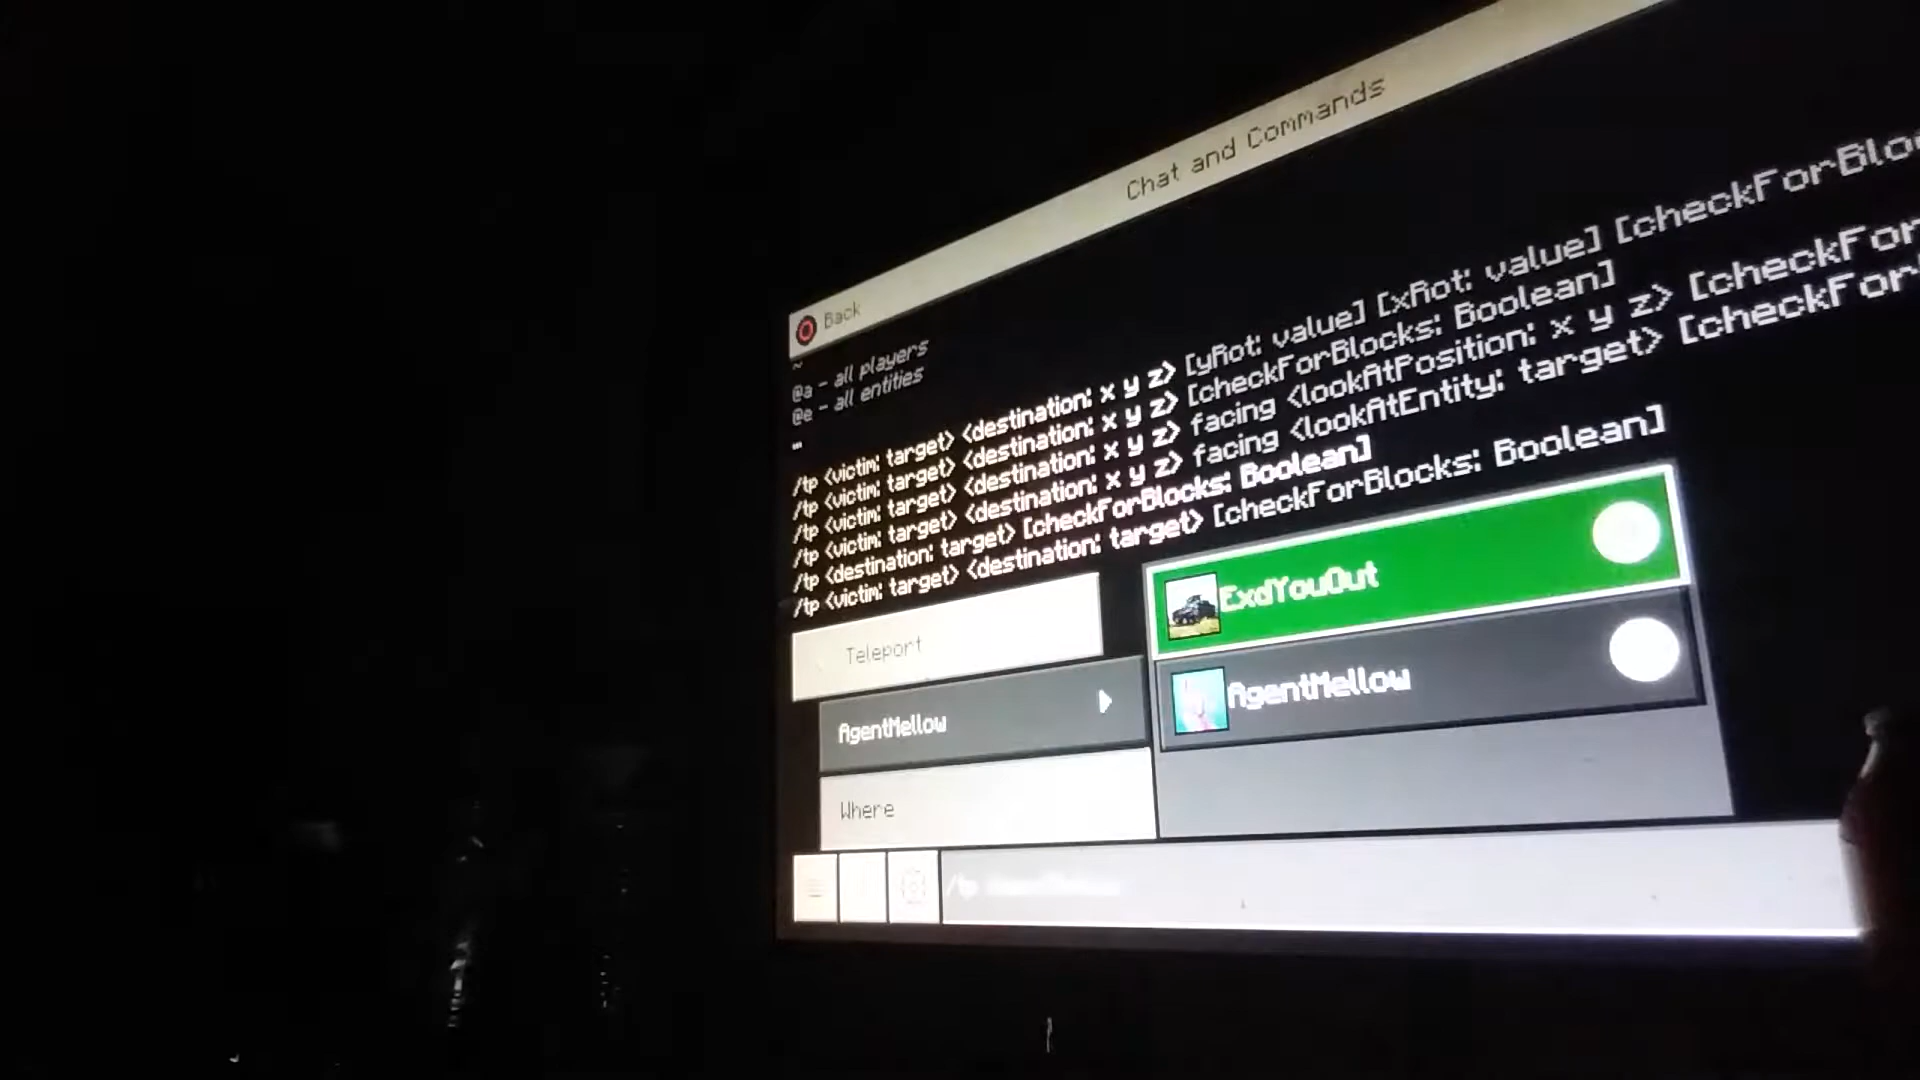 Chat and Commands
Back
~
@a - all players
@e - all entities
/tp <victim: target> <destination: x y z> [yRot: value] [xRot: value] [checkForBloc
/tp <victim: target> <destination: x y z> [checkForBlocks: Boolean]
/tp <victim: target> <destination: x y z> facing <lookAtPosition: x y z> [checkFor
/tp <victim: target> <destination: x y z> facing <lookAtEntity: target> [checkFor
/tp <destination: target> [checkForBlocks: Boolean]
/tp <victim: target> <destination: target> [checkForBlocks: Boolean]
Teleport
ExdYouOut
AgentMellow
AgentMellow
Where
/tp